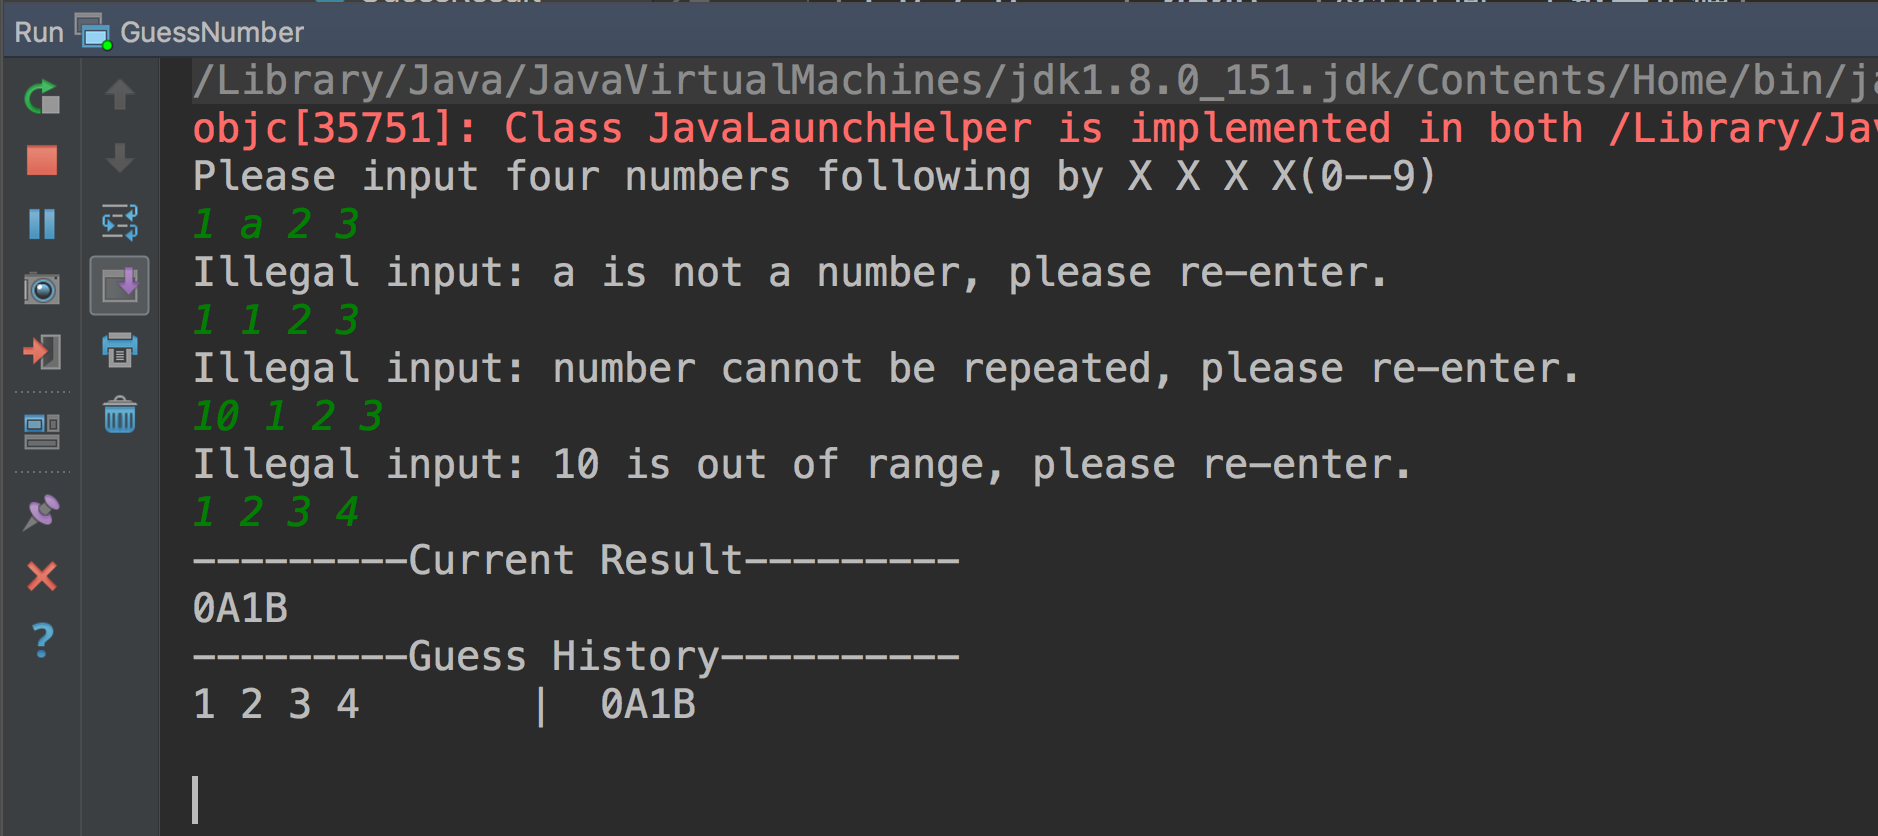 Run GuessNumber
/Library/Java/JavaVirtualMachines/jdk1.8.0_151.jdk/Contents/Home/bin/
objc[35751]: Class JavaLaunchHelper is implemented in both /Library/
Please input four numbers following by X X X X(0--9)
1 a 2 3
Illegal input: a is not a number, please re-enter.
1 1 2 3
Illegal input: number cannot be repeated, please re-enter.
10 1 2 3
Illegal input: 10 is out of range, please re-enter.
1 2 3 4
---------Current Result---------
0A1B
---------Guess History----------
1 2 3 4 | 0A1B